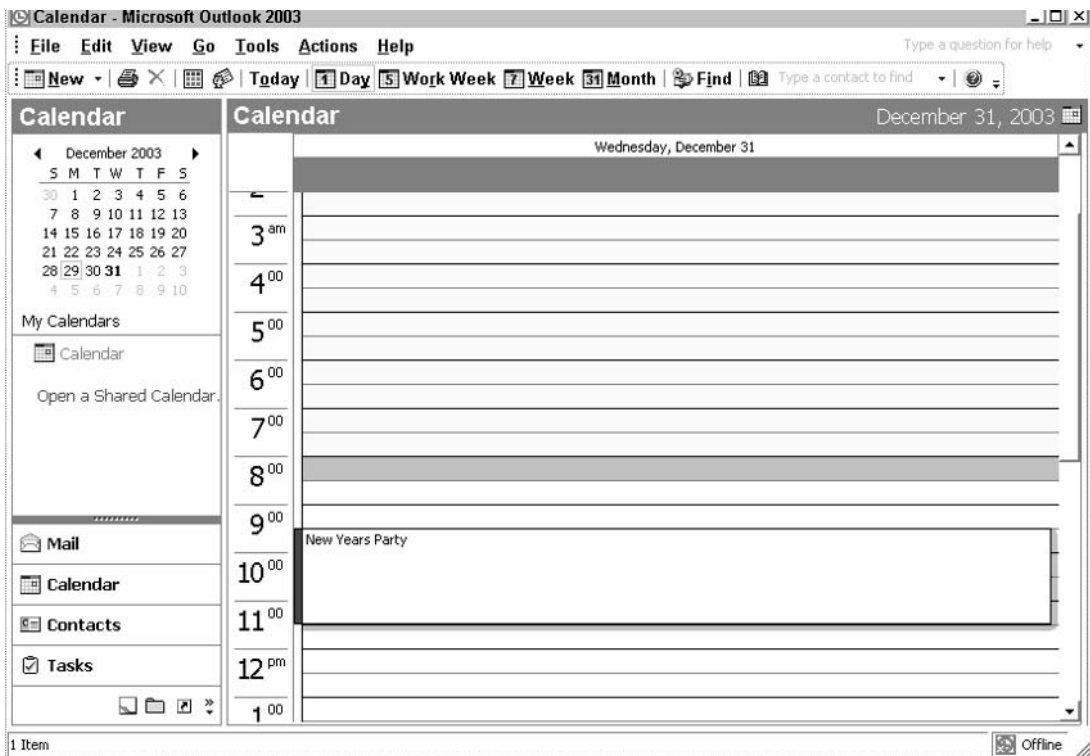 Calendar - Microsoft Outlook 2003
File Edit View Go Tools Actions Help Type a question for help
New Today 1 Day 5 Work Week 7 Week 31 Month Find Type a contact to find
Calendar
December 2003
S M T W T F S
30 1 2 3 4 5 6
7 8 9 10 11 12 13
14 15 16 17 18 19 20
21 22 23 24 25 26 27
28 29 30 31 1 2 3
4 5 6 7 8 9 10
My Calendars
Calendar
Open a Shared Calendar.
Mail
Calendar
Contacts
Tasks
Calendar December 31, 2003
Wednesday, December 31
3 am
4 00
5 00
6 00
7 00
8 00
9 00
New Years Party
10 00
11 00
12 pm
1 00
1 Item Offline